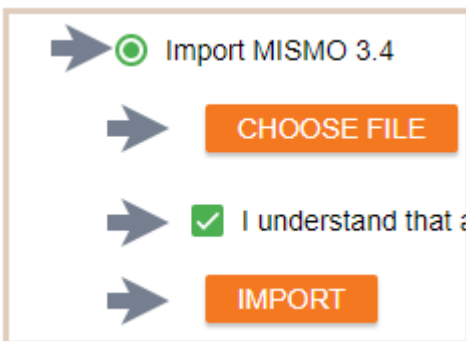 Import MISMO 3.4
CHOOSE FILE
I understand that a
IMPORT